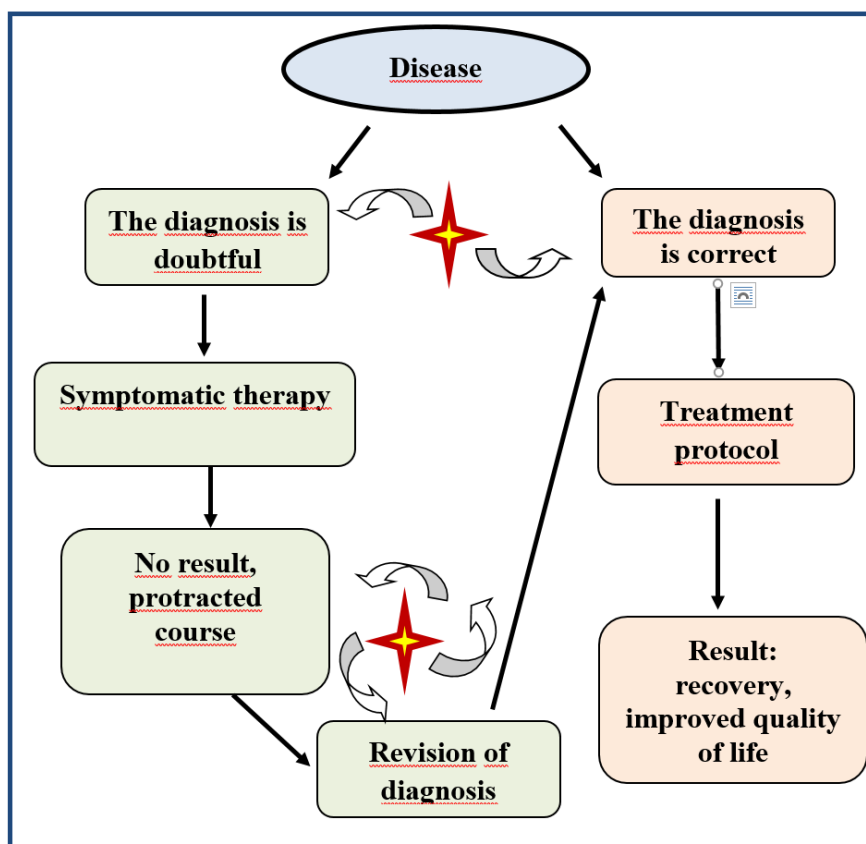 Disease
The diagnosis is
doubtful
The diagnosis
is correct
Symptomatic therapy
Treatment
protocol
No result,
protracted
course
Result:
recovery,
improved quality
of life
Revision of
diagnosis